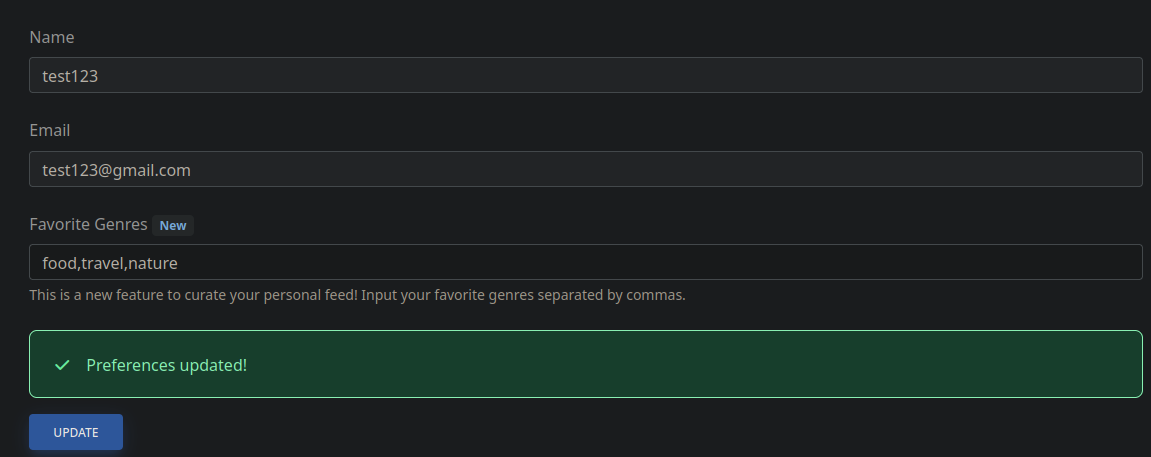 Name
test123
Email
test123@gmail.com
Favorite Genres New
food,travel,nature
This is a new feature to curate your personal feed! Input your favorite genres separated by commas.
Preferences updated!
UPDATE